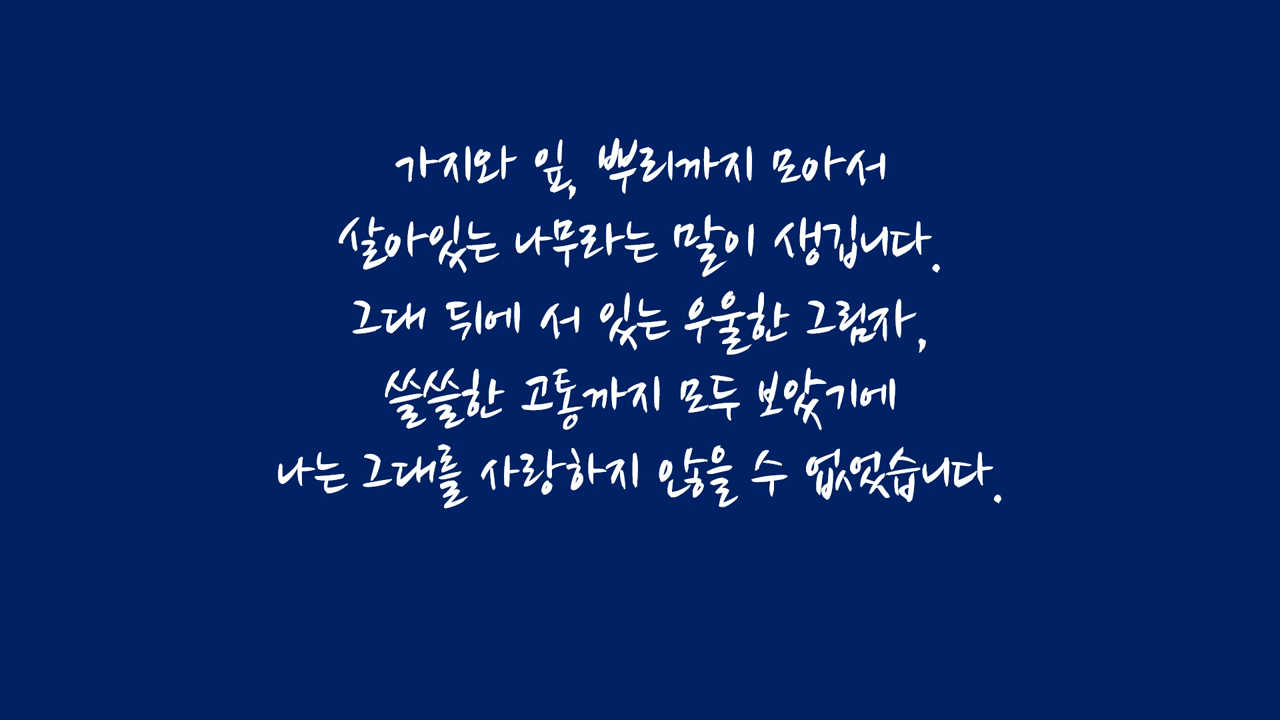 가지와 잎, 뿌리까지 모아서
살아있는 나무라는 말이 생깁니다.
그대 뒤에 서 있는 우울한 그림자,
쓸쓸한 고통까지 모두 보았기에
나는 그대를 사랑하지 않을 수 없었습니다.